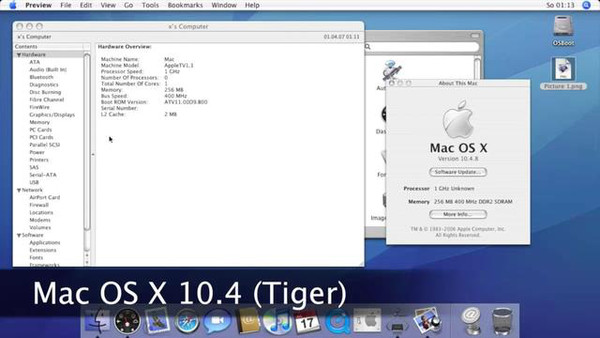 Preview File Edit View Go Tools Bookmarks Window Help So 01:13
x's Computer
x's Computer 01.04.07 01:11
Contents
Hardware
ATA
Audio (Built In)
Bluetooth
Diagnostics
Disc Burning
Fibre Channel
FireWire
Graphics/Displays
Memory
PC Cards
PCI Cards
Parallel SCSI
Power
Printers
SAS
Serial-ATA
USB
Network
AirPort Card
Firewall
Locations
Modems
Volumes
Software
Applications
Extensions
Fonts
Frameworks
Hardware Overview:
Machine Name: Mac
Machine Model: AppleTV1,1
Processor Speed: 1 GHz
Number Of Processors: 0
Total Number Of Cores: 1
Memory: 256 MB
Bus Speed: 400 MHz
Boot ROM Version: ATV11.00D9.B00
Serial Number:
L2 Cache: 2 MB
About This Mac
Mac OS X
Version 10.4.8
Software Update...
Processor 1 GHz Unknown
Memory 256 MB 400 MHz DDR2 SDRAM
More Info...
TM & © 1983-2006 Apple Computer, Inc.
All Rights Reserved.
OSBoot
Picture 1.png
Mac OS X 10.4 (Tiger)
17